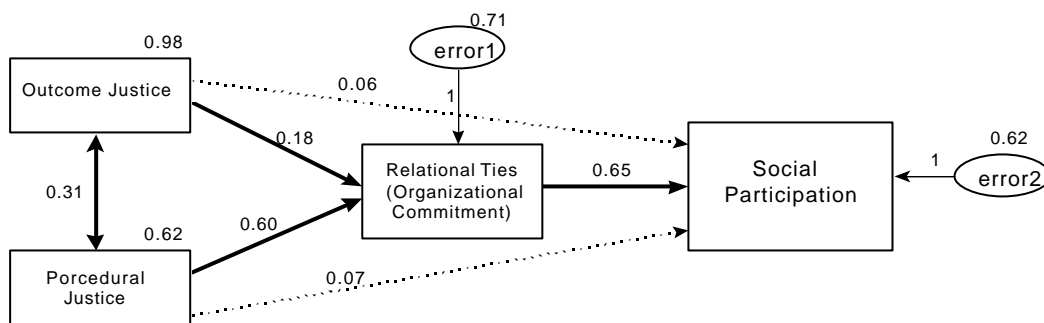 0.71
error1
0.98
Outcome Justice
0.06
1
0.18
Relational Ties
(Organizational
Commitment)
0.65
Social
Participation
1
0.62
error2
0.31
0.60
0.62
Porcedural
Justice
0.07